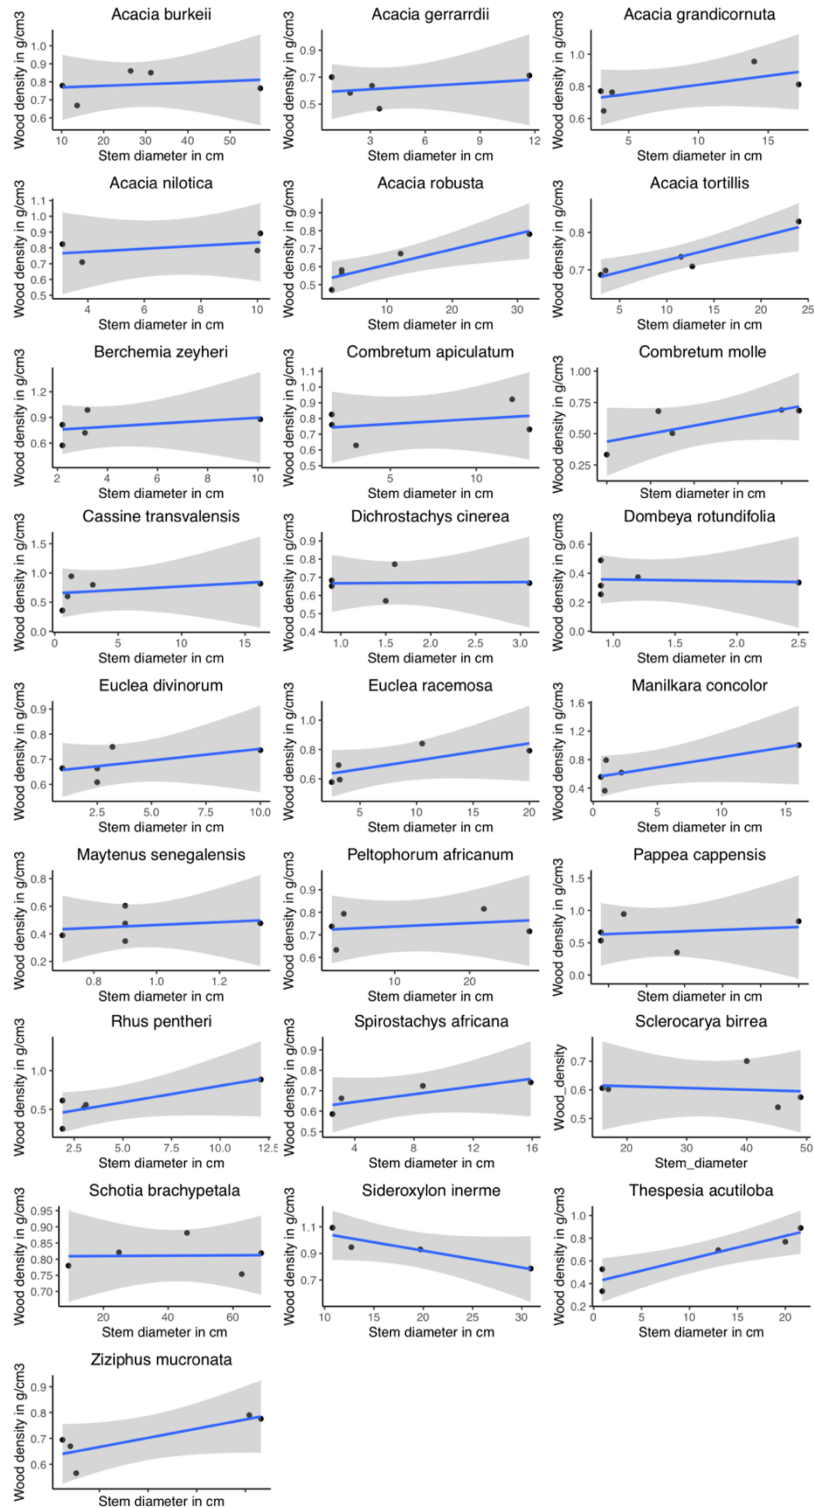 Acacia burkeii
Acacia gerrarrdii
Acacia grandicornuta
Wood density in g/cm3
1.0
0.9
0.8
0.7
0.6
10
20
30
40
50
Stem diameter in cm
Wood density in g/cm3
0.9
0.7
0.5
3
6
9
12
Stem diameter in cm
Wood density in g/cm3
1.0
0.8
0.6
5
10
15
Stem diameter in cm
Acacia nilotica
Acacia robusta
Acacia tortillis
Wood density in g/cm3
1.1
1.0
0.9
0.8
0.7
0.6
0.5
4
6
8
10
Stem diameter in cm
Wood density in g/cm3
0.9
0.8
0.7
0.6
0.5
10
20
30
Stem diameter in cm
Wood density in g/cm3
0.8
0.7
5
10
15
20
25
Stem diameter in cm
Berchemia zeyheri
Combretum apiculatum
Combretum molle
Wood density in g/cm3
1.2
0.9
0.6
2
4
6
8
10
Stem diameter in cm
Wood density in g/cm3
1.1
1.0
0.9
0.8
0.7
0.6
0.5
5
10
Stem diameter in cm
Wood density in g/cm3
1.00
0.75
0.50
0.25
Stem diameter in cm
Cassine transvalensis
Dichrostachys cinerea
Dombeya rotundifolia
Wood density in g/cm3
1.5
1.0
0.5
0.0
0
5
10
15
Stem diameter in cm
Wood density in g/cm3
0.9
0.8
0.7
0.6
0.5
0.4
1.0
1.5
2.0
2.5
3.0
Stem diameter in cm
Wood density in g/cm3
0.6
0.4
0.2
0.0
1.0
1.5
2.0
2.5
Stem diameter in cm
Euclea divinorum
Euclea racemosa
Manilkara concolor
Wood density in g/cm3
0.9
0.8
0.7
0.6
2.5
5.0
7.5
10.0
Stem diameter in cm
Wood density in g/cm3
1.0
0.8
0.6
5
10
15
20
Stem diameter in cm
Wood density in g/cm3
1.6
1.2
0.8
0.4
0
5
10
15
Stem diameter in cm
Maytenus senegalensis
Peltophorum africanum
Pappea cappensis
Wood density in g/cm3
0.8
0.6
0.4
0.2
0.8
1.0
1.2
Stem diameter in cm
Wood density in g/cm3
0.9
0.8
0.7
0.6
10
20
Stem diameter in cm
Wood density in g/cm3
1.5
1.0
0.5
0.0
Stem diameter in cm
Rhus pentheri
Spirostachys africana
Sclerocarya birrea
Wood density in g/cm3
1.0
0.5
2.5
5.0
7.5
10.0
Stem diameter in cm
Wood density in g/cm3
0.9
0.8
0.7
0.6
0.5
4
8
12
16
Stem diameter in cm
Wood_density
0.7
0.6
0.5
20
30
40
50
Stem_diameter
Schotia brachypetala
Sideroxylon inerme
Thespesia acutiloba
Wood density in g/cm3
0.95
0.90
0.85
0.80
0.75
0.70
20
40
60
Stem diameter in cm
Wood density in g/cm3
1.1
0.9
0.7
10
15
20
25
30
Stem diameter in cm
Wood density in g/cm3
1.0
0.8
0.6
0.4
0.2
0
5
10
15
20
Stem diameter in cm
Ziziphus mucronata
Wood density in g/cm3
0.9
0.8
0.7
0.6
Stem diameter in cm